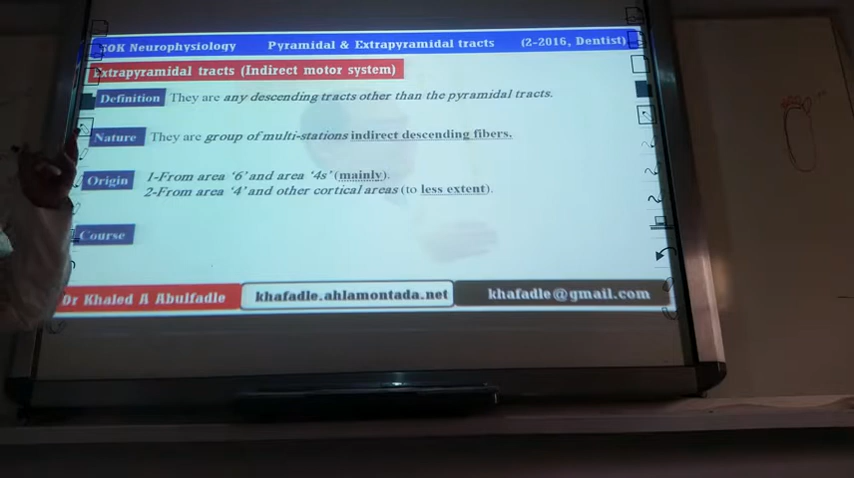 SOK Neurophysiology Pyramidal & Extrapyramidal tracts (2-2016, Dentist)
Extrapyramidal tracts (Indirect motor system)
Definition They are any descending tracts other than the pyramidal tracts.
Nature They are group of multi-stations indirect descending fibers.
Origin 1-From area '6' and area '4s' (mainly).
2-From area '4' and other cortical areas (to less extent).
Course
Dr Khaled A Abulfadle khafadle.ahlamontada.net khafadle@gmail.com